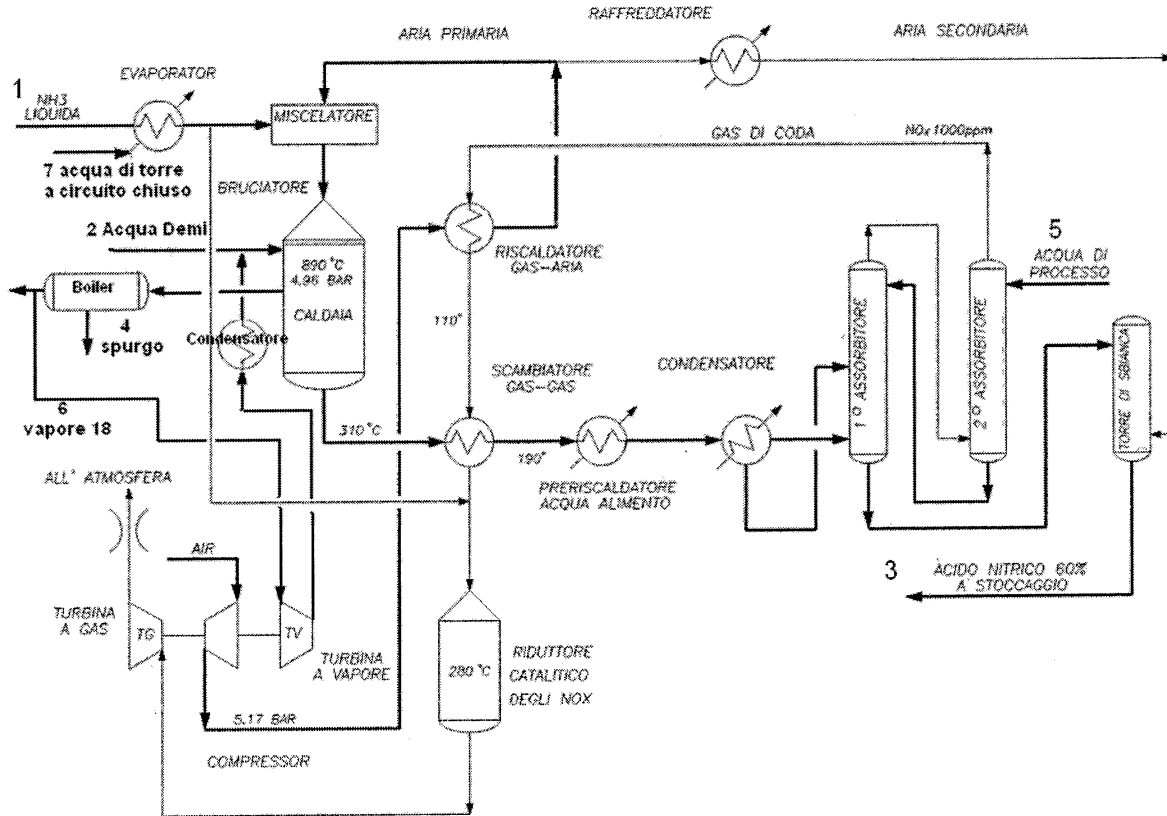 RAFFREDDATORE
ARIA PRIMARIA
ARIA SECONDARIA
EVAPORATOR
1
NH3
LIQUIDA
MISCELATORE
GAS DI CODA
NOx 1000ppm
7 acqua di torre
a circuito chiuso
BRUCIATORE
2 Acqua Demi
RISCALDATORE
GAS-ARIA
5
ACQUA DI
PROCESSO
890 °C
4,96 BAR
CALDAIA
Boiler
4
spurgo
Condensatore
110°
1° ASSORBITORE
2° ASSORBITORE
TORRE DI SBIANCA
SCAMBIATORE
GAS-GAS
CONDENSATORE
6
vapore 18
310°C
190°
PRERISCALDATORE
ACQUA ALIMENTO
ALL' ATMOSFERA
AIR
3
ACIDO NITRICO 60%
A STOCCAGGIO
TURBINA
A GAS
TG
TV
TURBINA
A VAPORE
280 °C
RIDUTTORE
CATALITICO
DEGLI NOX
5,17 BAR
COMPRESSOR